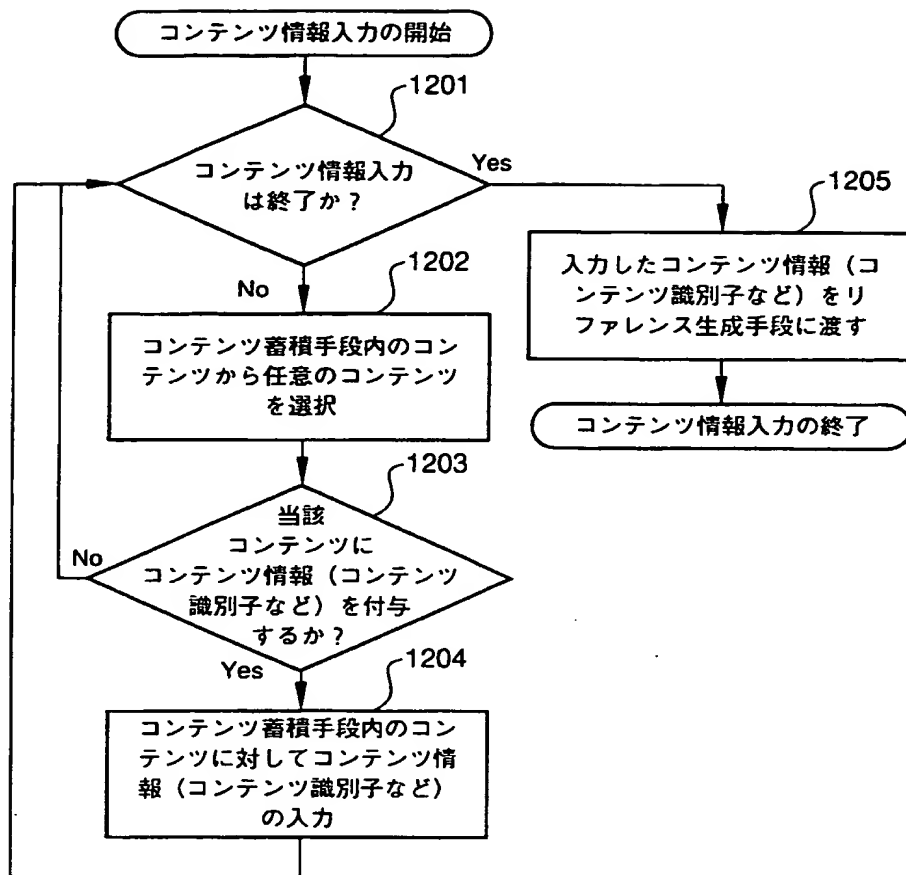 コンテンツ情報入力の開始
1201
コンテンツ情報入力
は終了か？
Yes
No
1202
コンテンツ蓄積手段内のコン
テンツから任意のコンテンツ
を選択
1203
当該
コンテンツに
コンテンツ情報（コンテンツ
識別子など）を付与
するか？
No
Yes
1204
コンテンツ蓄積手段内のコン
テンツに対してコンテンツ情
報（コンテンツ識別子など）
の入力
1205
入力したコンテンツ情報（コ
ンテンツ識別子など）をリ
ファレンス生成手段に渡す
コンテンツ情報入力の終了